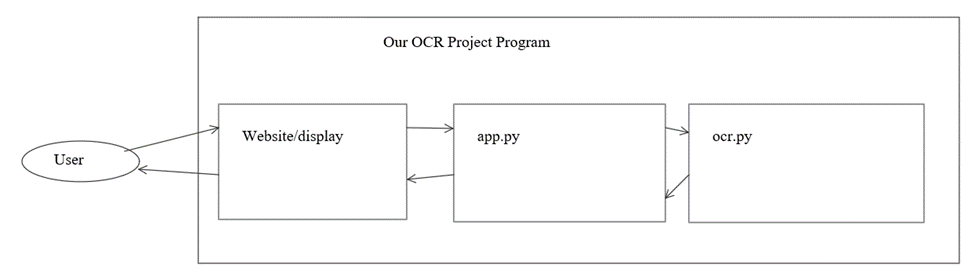 Our OCR Project Program
User
Website/display
app.py
ocr.py